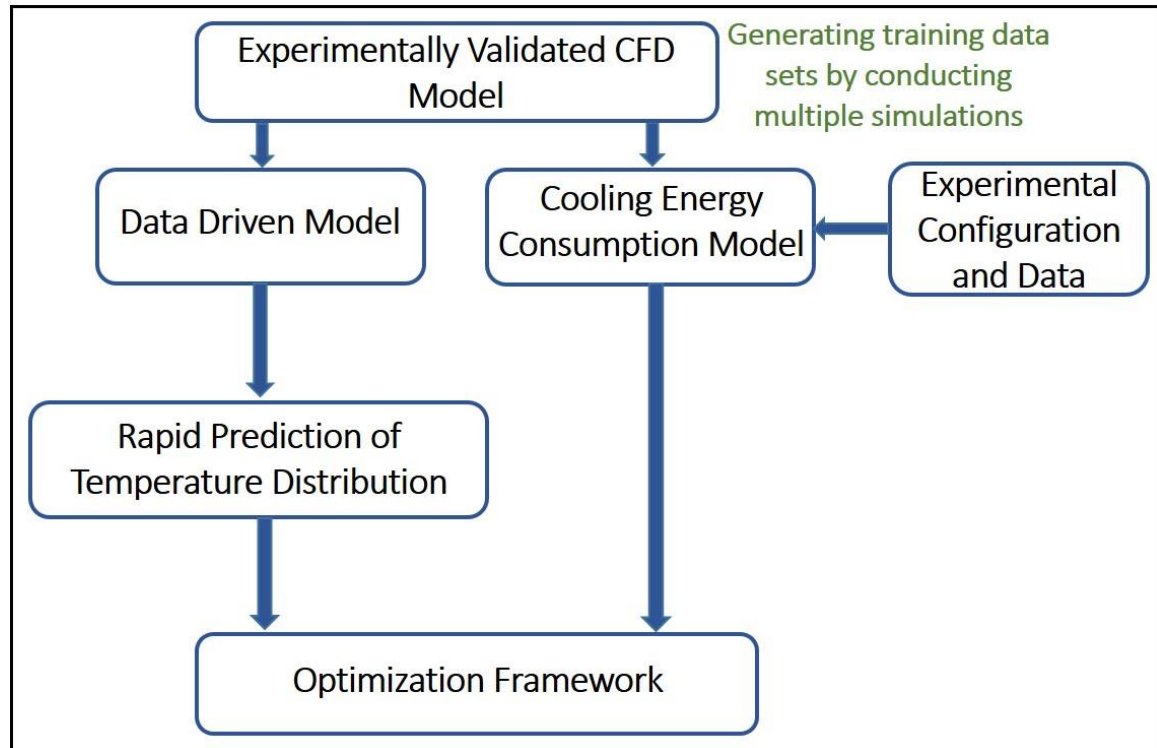 Experimentally Validated CFD
Model
Generating training data
sets by conducting
multiple simulations
Data Driven Model
Cooling Energy
Consumption Model
Experimental
Configuration
and Data
Rapid Prediction of
Temperature Distribution
Optimization Framework